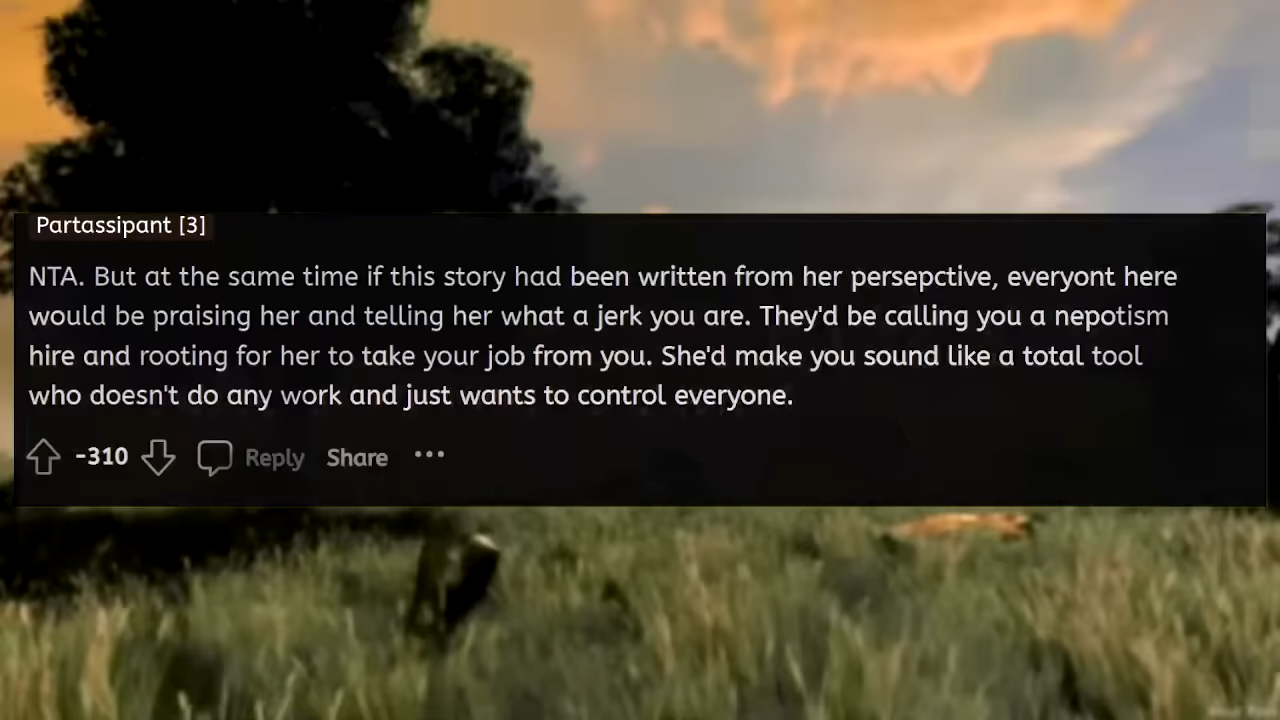 Partassipant [3]
NTA. But at the same time if this story had been written from her persepctive, everyont here
would be praising her and telling her what a jerk you are. They'd be calling you a nepotism
hire and rooting for her to take your job from you. She'd make you sound like a total tool
who doesn't do any work and just wants to control everyone.
-310 Reply Share